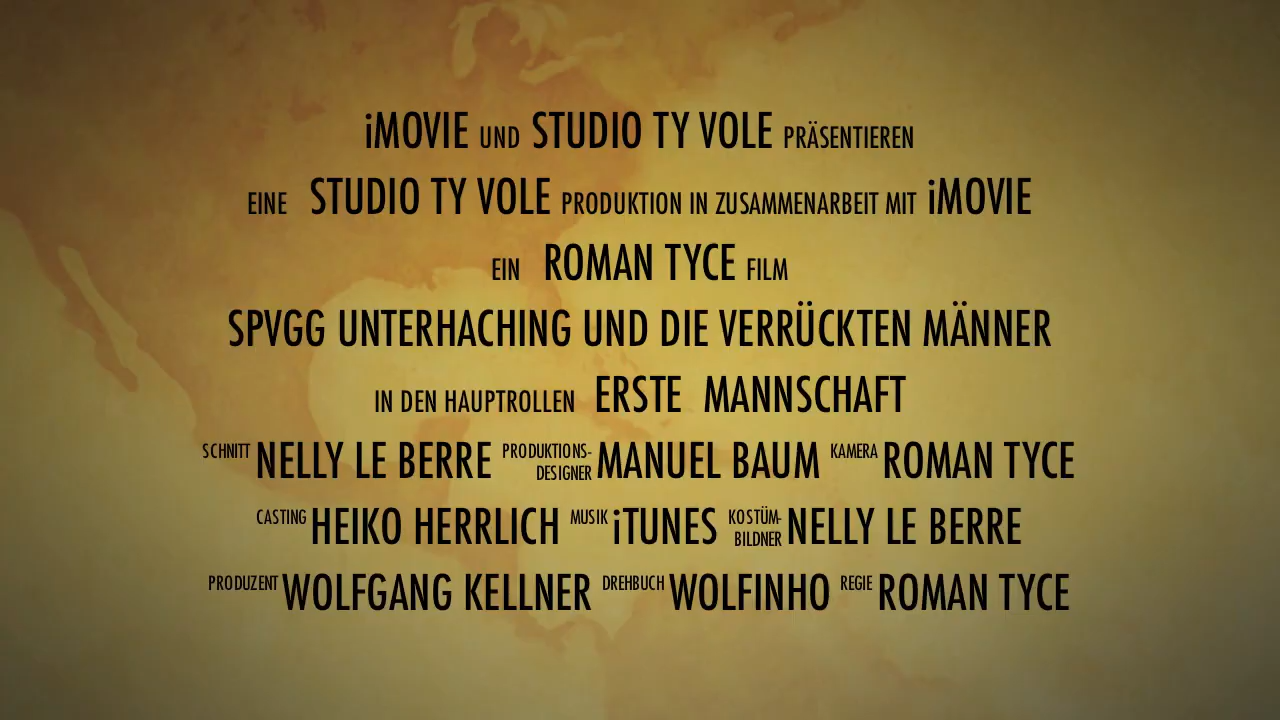 iMOVIE UND STUDIO TY VOLE PRÄSENTIEREN
EINE STUDIO TY VOLE PRODUKTION IN ZUSAMMENARBEIT MIT iMOVIE
EIN ROMAN TYCE FILM
SPVGG UNTERHACHING UND DIE VERRÜCKTEN MÄNNER
IN DEN HAUPTROLLEN ERSTE MANNSCHAFT
SCHNITT NELLY LE BERRE PRODUKTIONS-DESIGNER MANUEL BAUM KAMERA ROMAN TYCE
CASTING HEIKO HERRLICH MUSIK iTUNES KOSTÜM-BILDNER NELLY LE BERRE
PRODUZENT WOLFGANG KELLNER DREHBUCH WOLFINHO REGIE ROMAN TYCE